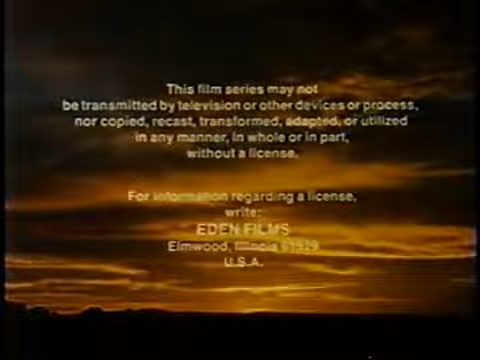 This film series may not
be transmitted by television or other devices or process,
nor copied, recast, transformed, adapted, or utilized
in any manner, in whole or in part,
without a license.
For information regarding a license,
write:
EDEN FILMS
Elmwood, Illinois 61529
U.S.A.